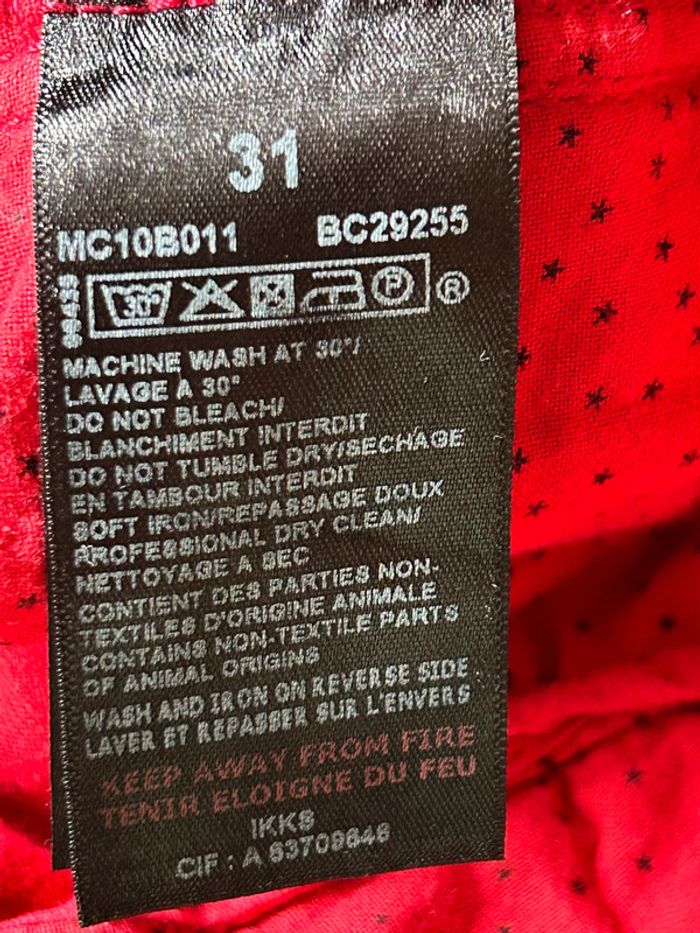 31
MC10B011 BC29255
30° P ®
MACHINE WASH AT 30°/
LAVAGE A 30°
DO NOT BLEACH/
BLANCHIMENT INTERDIT
DO NOT TUMBLE DRY/SECHAGE
EN TAMBOUR INTERDIT
SOFT IRON/REPASSAGE DOUX
PROFESSIONAL DRY CLEAN/
NETTOYAGE A SEC
CONTIENT DES PARTIES NON-
TEXTILES D'ORIGINE ANIMALE
CONTAINS NON-TEXTILE PARTS
OF ANIMAL ORIGINS
WASH AND IRON ON REVERSE SIDE
LAVER ET REPASSER SUR L'ENVERS
KEEP AWAY FROM FIRE
TENIR ELOIGNE DU FEU
IKKS
CIF : A 63709648